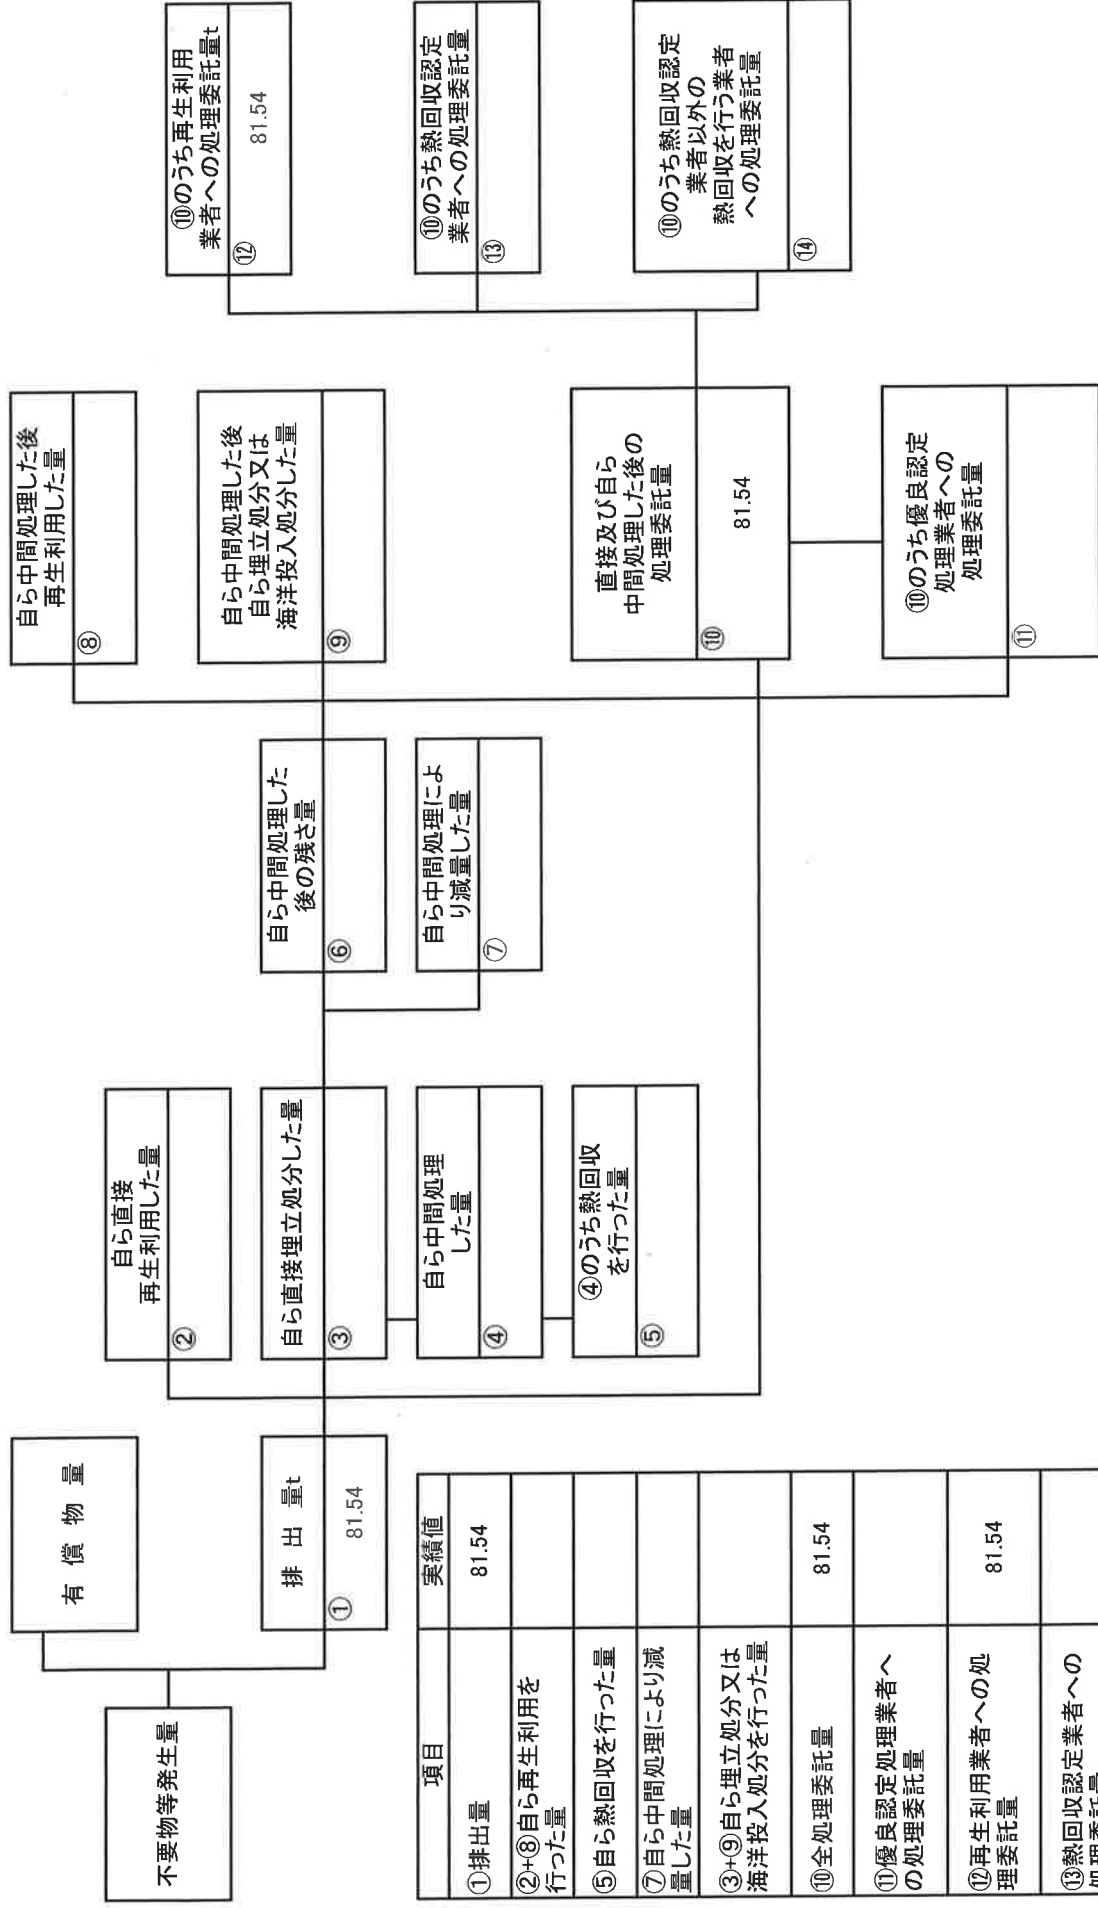 不要物等発生量
有償物量
排出量t
①
81.54
自ら直接
再生利用した量
②
自ら直接埋立処分した量
③
自ら中間処理
した量
④
④のうち熱回収
を行った量
⑤
自ら中間処理した
後の残さ量
⑥
自ら中間処理によ
り減量した量
⑦
自ら中間処理した後
再生利用した量
⑧
自ら中間処理した後
自ら埋立処分又は
海洋投入処分した量
⑨
直接及び自ら
中間処理した後の
処理委託量
⑩
81.54
⑩のうち優良認定
処理業者への
処理委託量
⑪
⑩のうち再生利用
業者への処理委託量t
⑫
81.54
⑩のうち熱回収認定
業者への処理委託量
⑬
⑩のうち熱回収認定
業者以外の
熱回収を行う業者
への処理委託量
⑭
項目 実績値
①排出量 81.54
②+⑧自ら再生利用を
行った量
⑤自ら熱回収を行った量
⑦自ら中間処理により減
量した量
③+⑨自ら埋立処分又は
海洋投入処分を行った量
⑩全処理委託量 81.54
⑪優良認定処理業者へ
の処理委託量
⑫再生利用業者への処
理委託量 81.54
⑬熱回収認定業者への